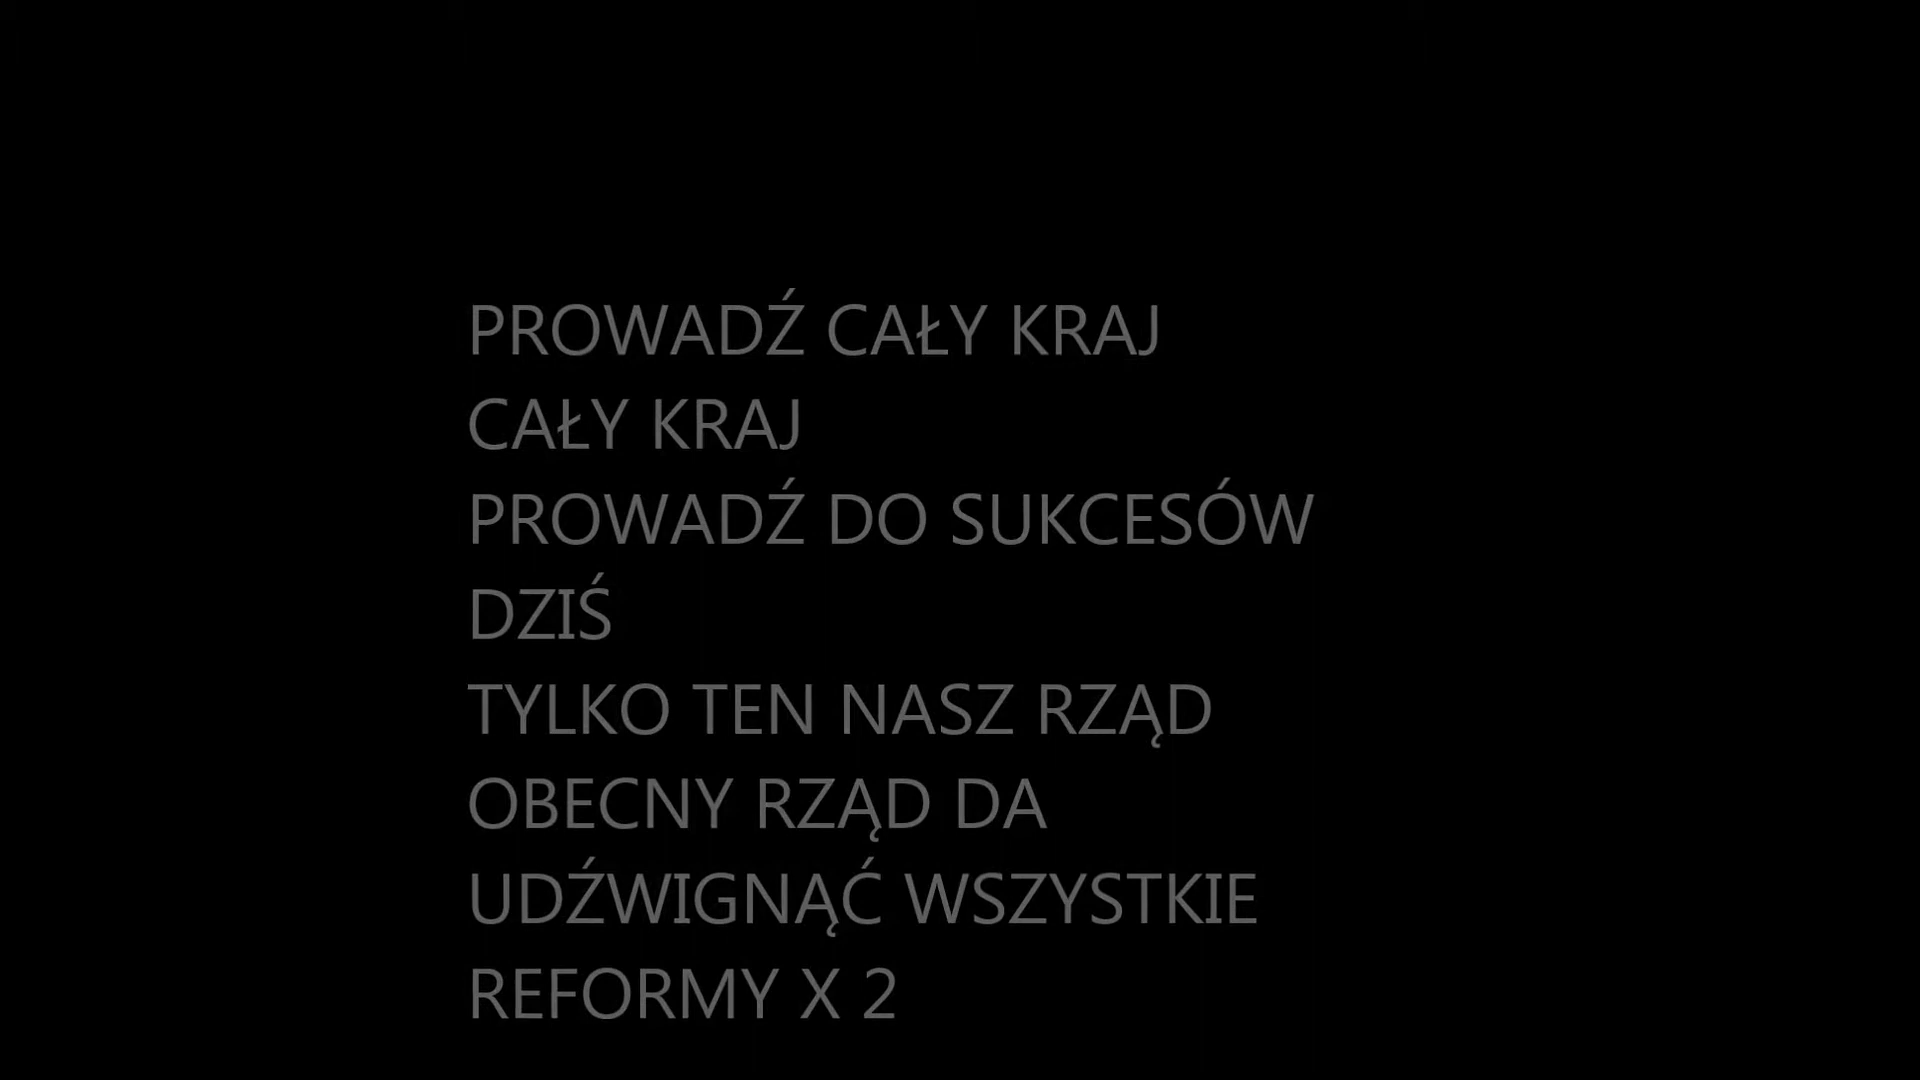 PROWADŹ CAŁY KRAJ
CAŁY KRAJ
PROWADŹ DO SUKCESÓW
DZIŚ
TYLKO TEN NASZ RZĄD
OBECNY RZĄD DA
UDŹWIGNĄĆ WSZYSTKIE
REFORMY X 2